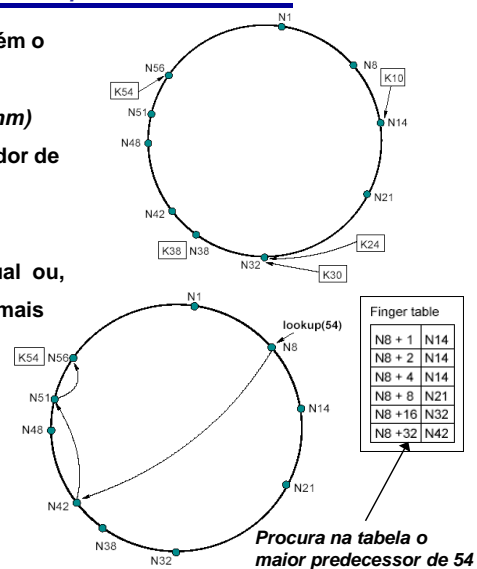 ém o
nm)
dor de
ual ou,
mais
N1
N8
K10
N14
N21
K24
N32
K30
K38 N38
N42
N48
N51
K54
N56
N1
lookup(54)
N8
N14
N21
N32
N38
N42
N48
N51
K54 N56
Finger table
N8 + 1 N14
N8 + 2 N14
N8 + 4 N14
N8 + 8 N21
N8 +16 N32
N8 +32 N42
Procura na tabela o
maior predecessor de 54